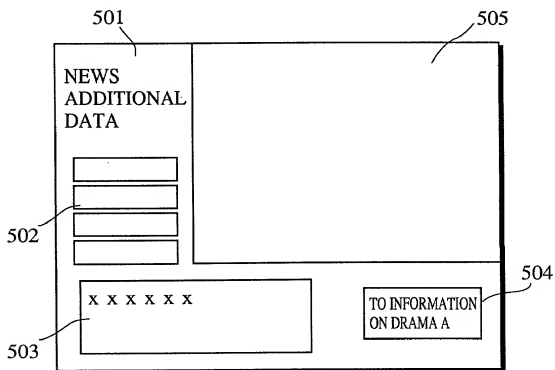 501
505
NEWS
ADDITIONAL
DATA
502
504
X X X X X X
TO INFORMATION
ON DRAMA A
503